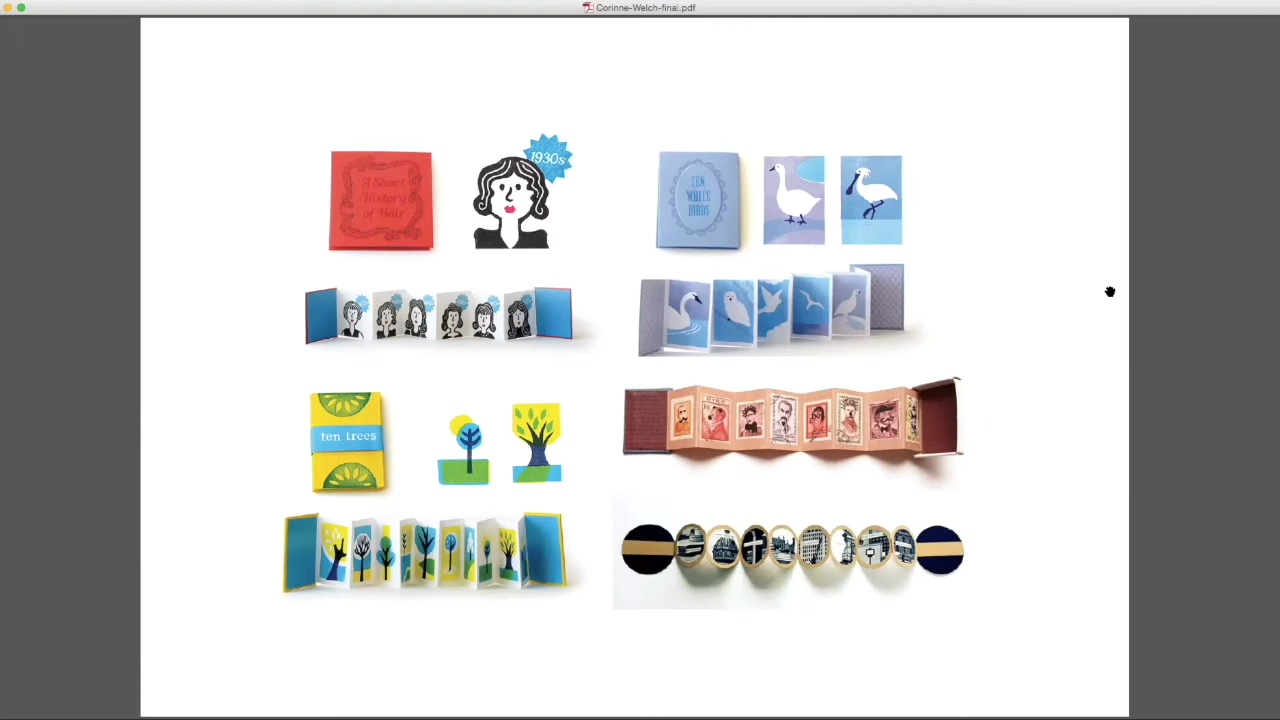 Corinne-Welch-final.pdf
A Short
History
of Hair
1930s
TEN
WHITE
BIRDS
ten trees